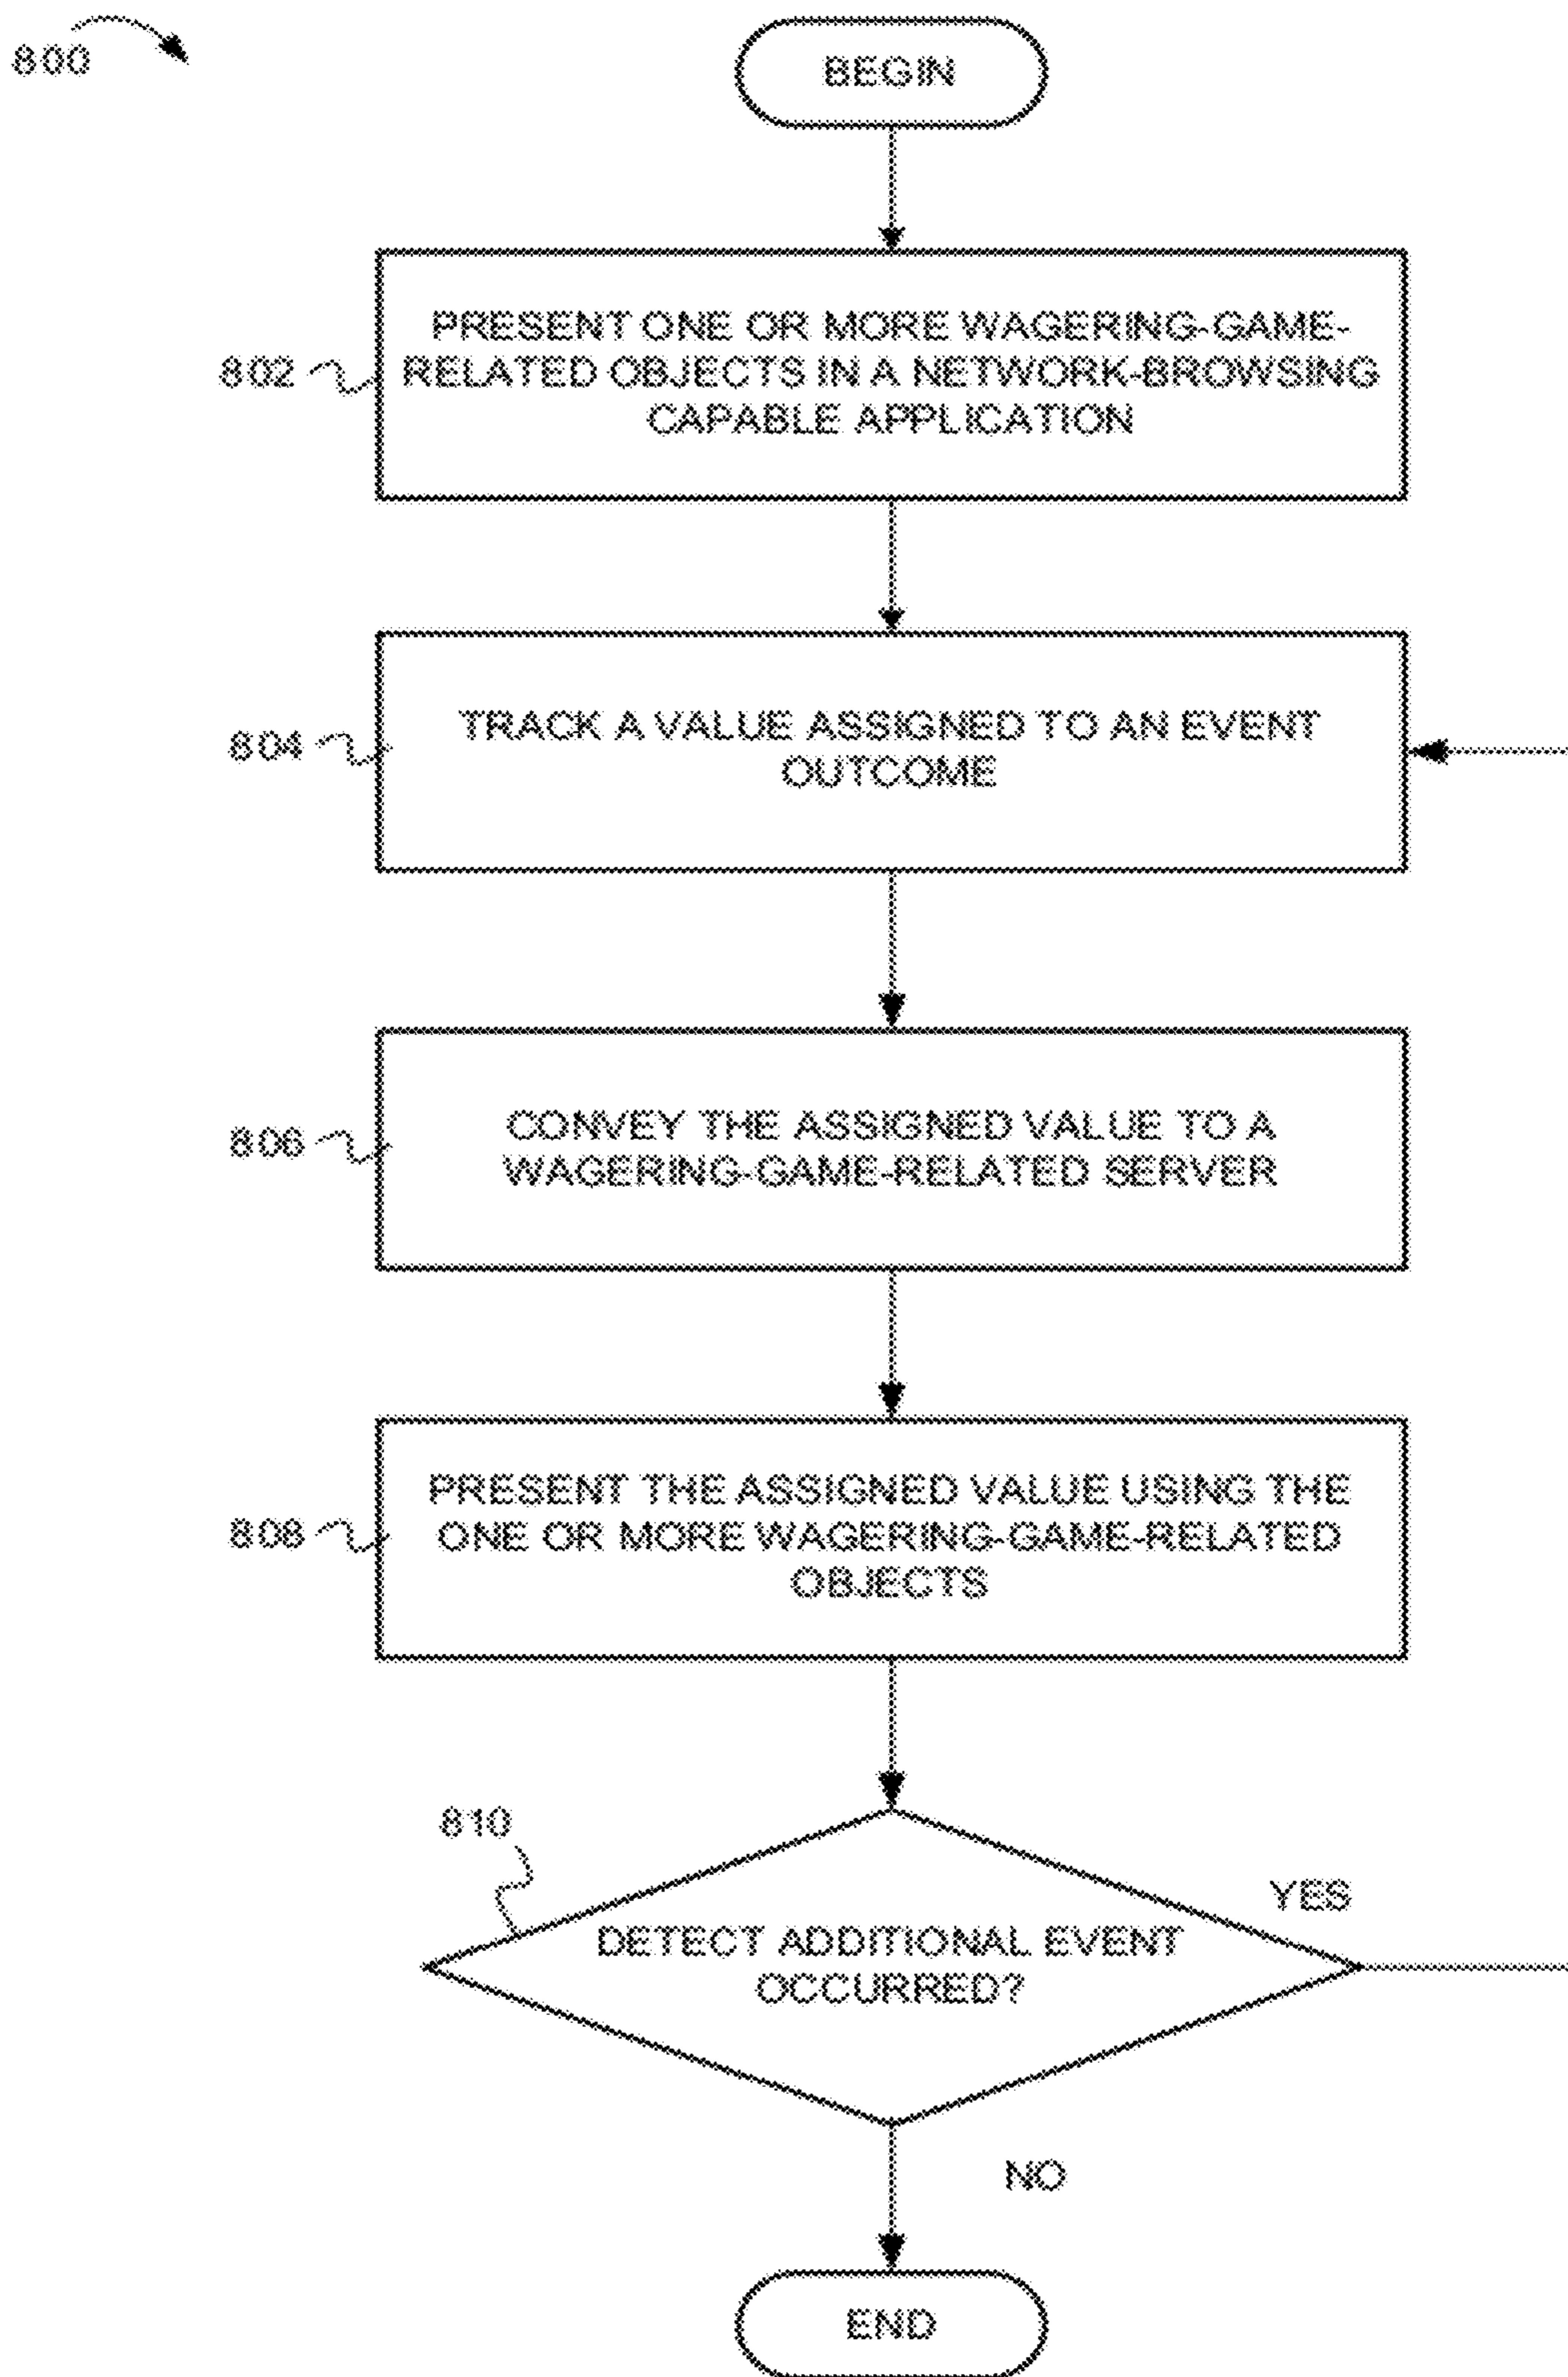 800
BEGIN
802
PRESENT ONE OR MORE WAGERING-GAME-
RELATED OBJECTS IN A NETWORK-BROWSING
CAPABLE APPLICATION
804
TRACK A VALUE ASSIGNED TO AN EVENT
OUTCOME
806
CONVEY THE ASSIGNED VALUE TO A
WAGERING-GAME-RELATED SERVER
808
PRESENT THE ASSIGNED VALUE USING THE
ONE OR MORE WAGERING-GAME-RELATED
OBJECTS
810
DETECT ADDITIONAL EVENT
OCCURRED?
YES
NO
END